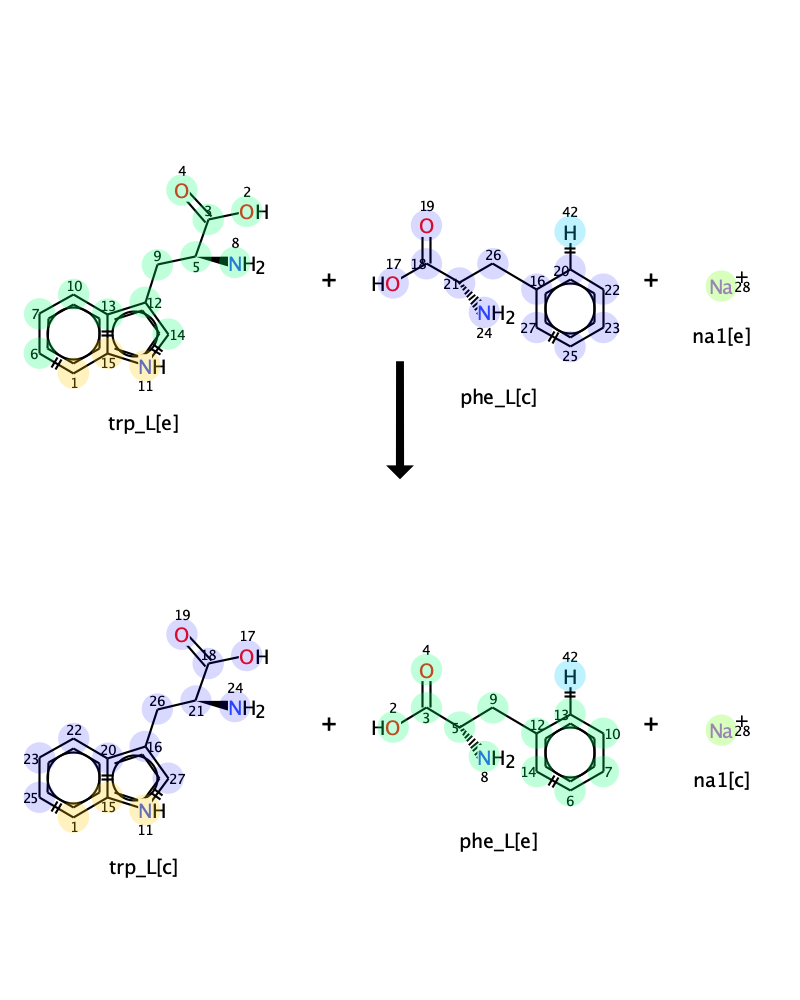 4
2
O
3
OH
8
9
5
NH2
10
12
7
13
14
6
15
NH
1
11
trp_L[e]
+
19
42
O
H
17
18
26
20
HO
21
16
22
NH2
27
23
24
25
phe_L[c]
+
Na+
28
na1[e]
19
17
O
18
OH
24
26
21
NH2
22
16
23
20
27
25
15
NH
1
11
trp_L[c]
+
4
42
O
H
2
3
9
13
HO
5
12
10
NH2
14
7
8
6
phe_L[e]
+
Na+
28
na1[c]